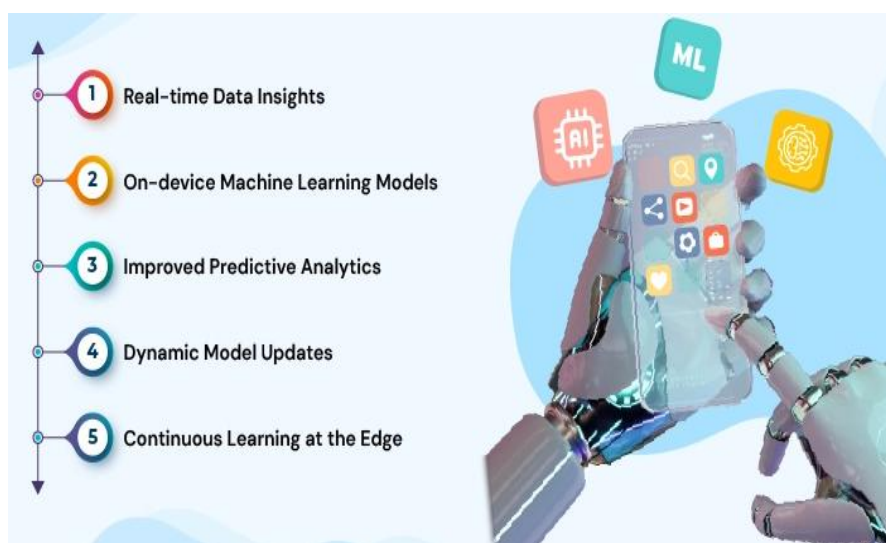 1 Real-time Data Insights
2 On-device Machine Learning Models
3 Improved Predictive Analytics
4 Dynamic Model Updates
5 Continuous Learning at the Edge
ML
AI